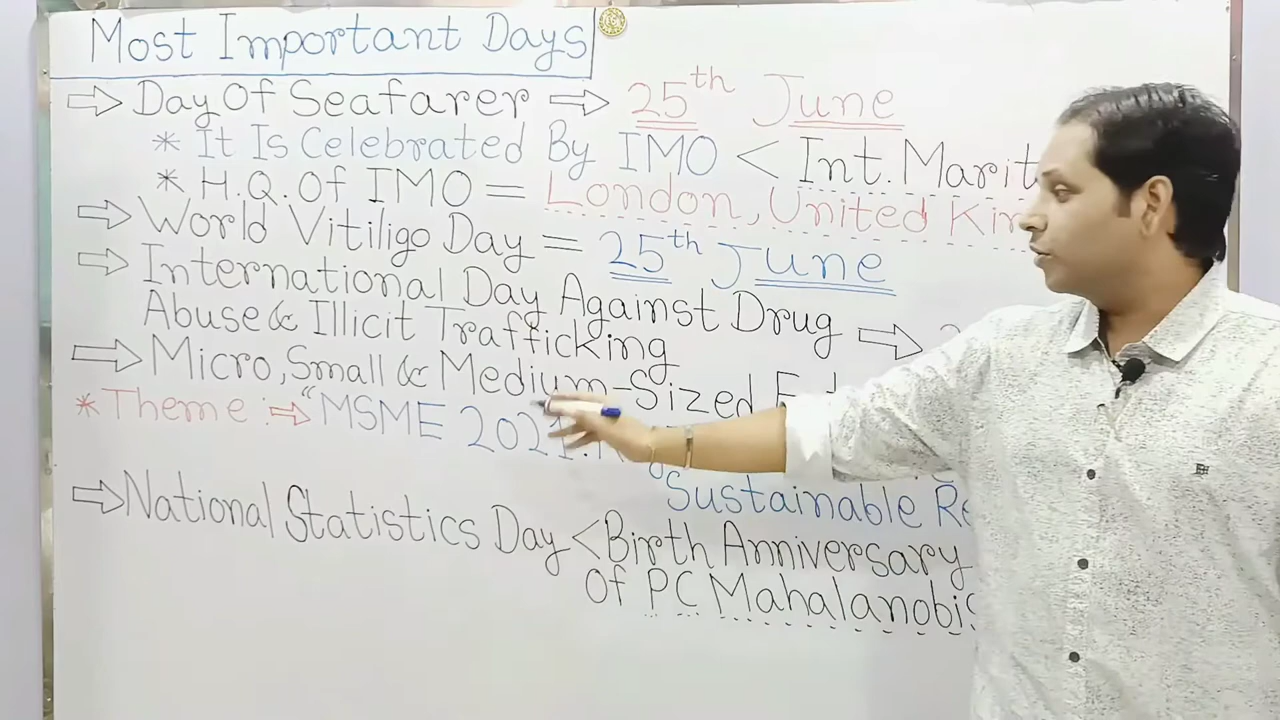 Most Important Days
⇨ Day Of Seafarer ⇨ 25th June
* It Is Celebrated By IMO < Int. Marit
* H.Q. Of IMO = London, United Kin
⇨ World Vitiligo Day = 25th June
⇨ International Day Against Drug
Abuse & Illicit Trafficking ⇨ 2
⇨ Micro, Small & Medium-Sized
* Theme :⇨ "MSME 2021:
Sustainable Re
⇨ National Statistics Day < Birth Anniversary
Of PC Mahalanobis